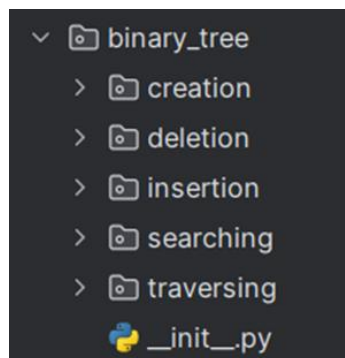 binary_tree
creation
deletion
insertion
searching
traversing
__init__.py